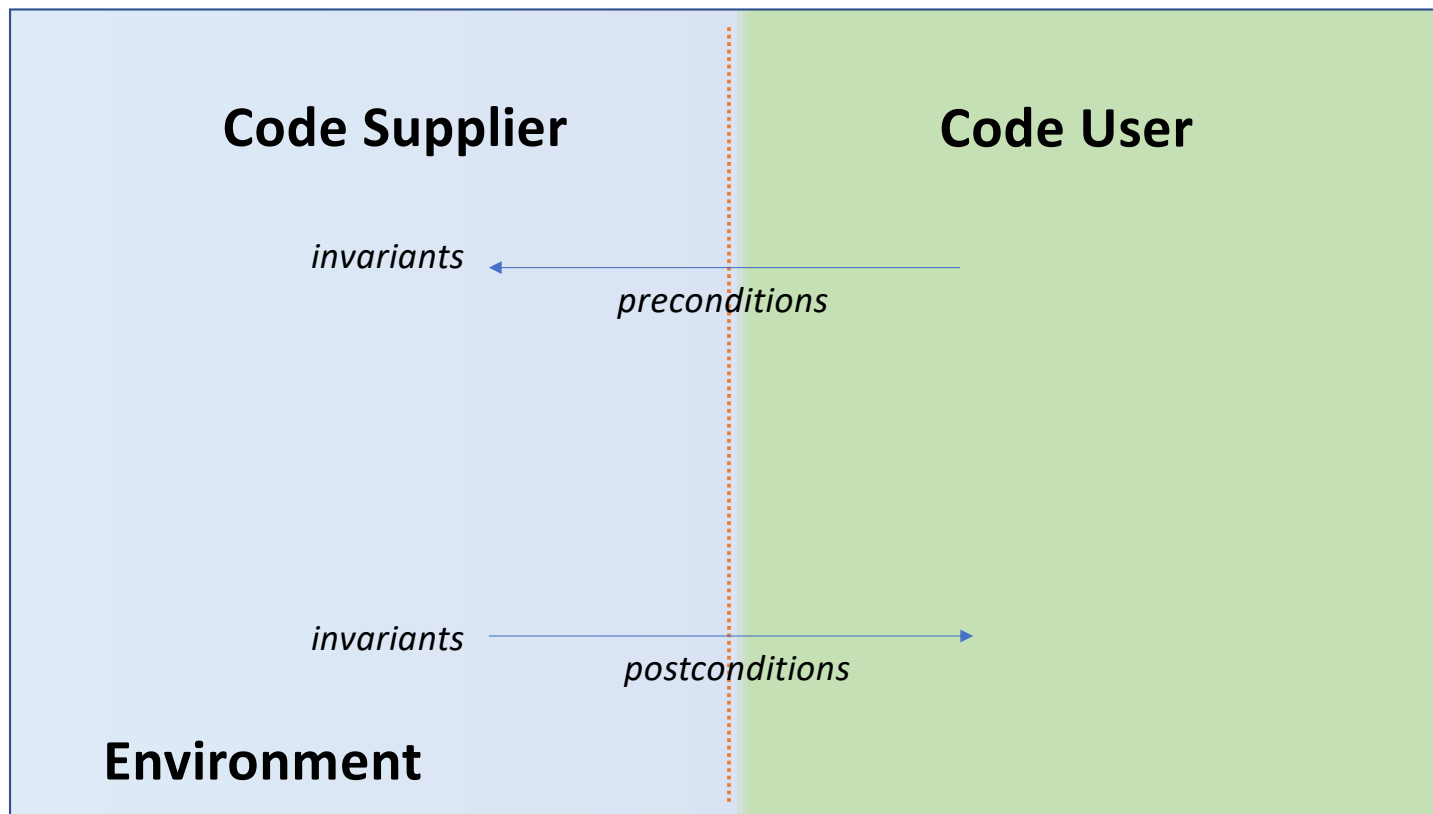 Code Supplier
Code User
invariants
preconditions
invariants
postconditions
Environment